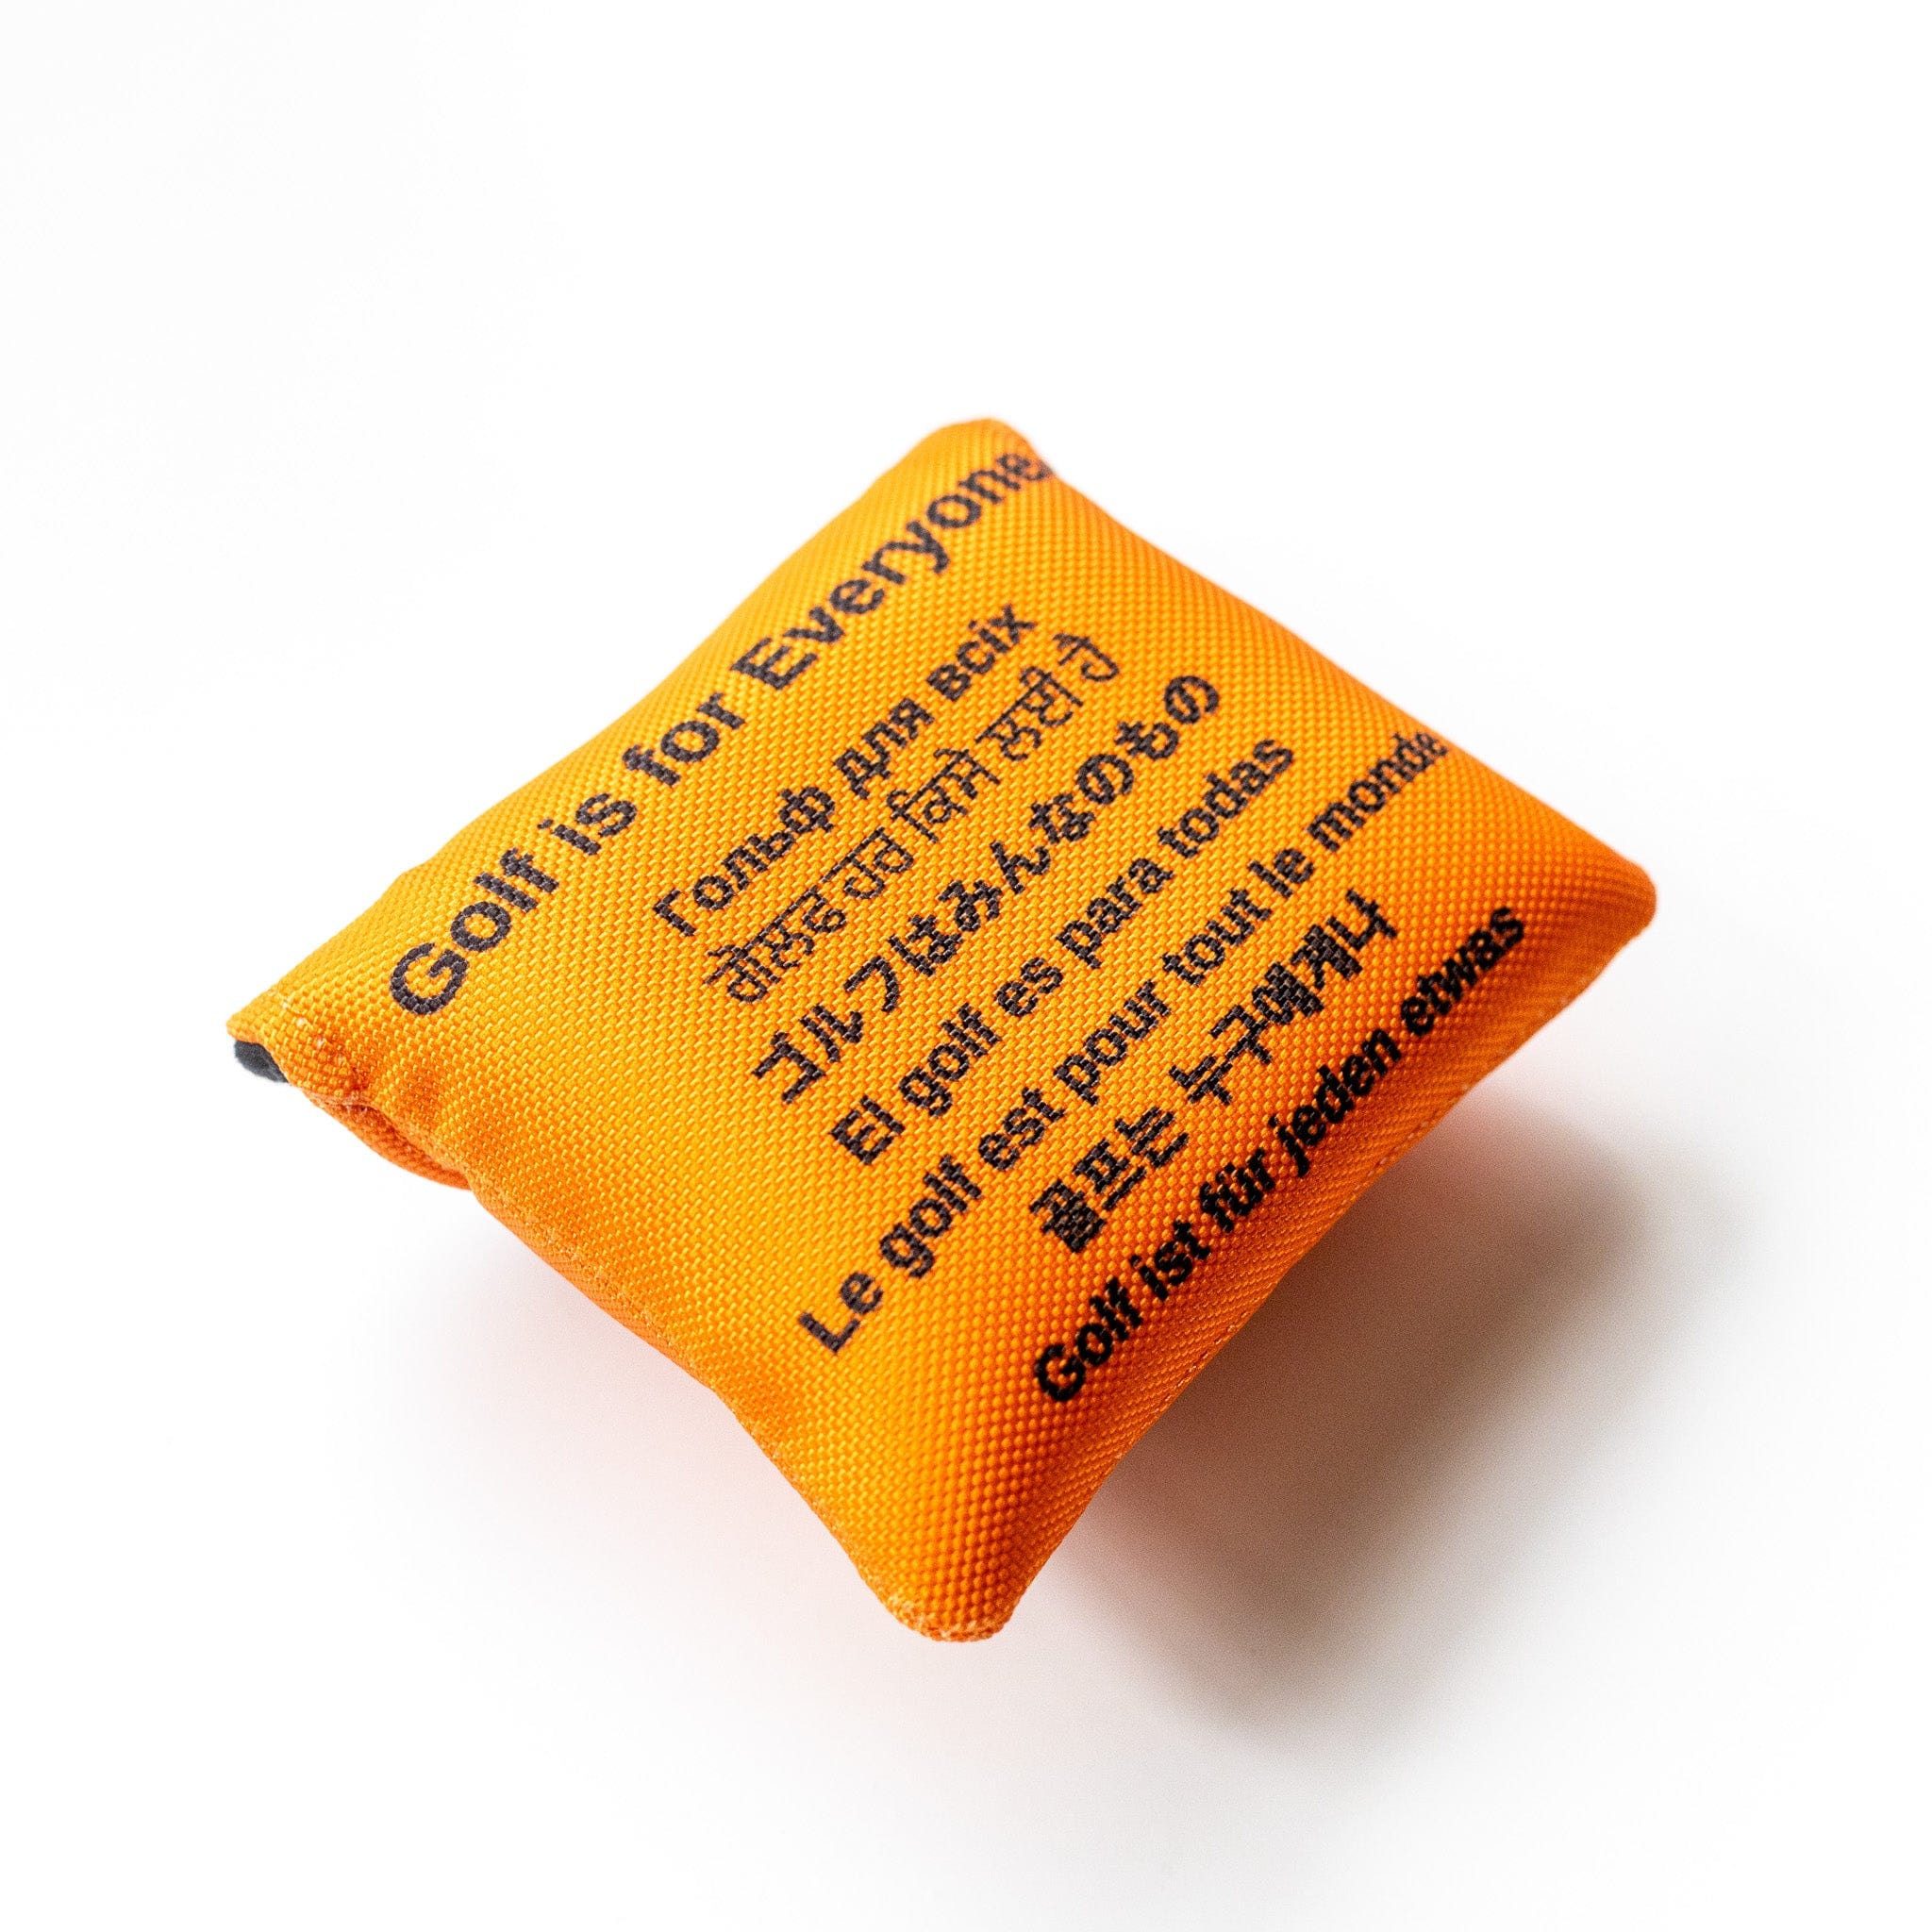 Golf is for Everyone.
Гольф для всіх
ਗੋਲਫ ਹਰ ਕਿਸੇ ਲਈ ਹੈ
ゴルフはみんなのもの
El golf es para todas
Le golf est pour tout le monde
골프는 누구에게나
Golf ist für jeden etwas